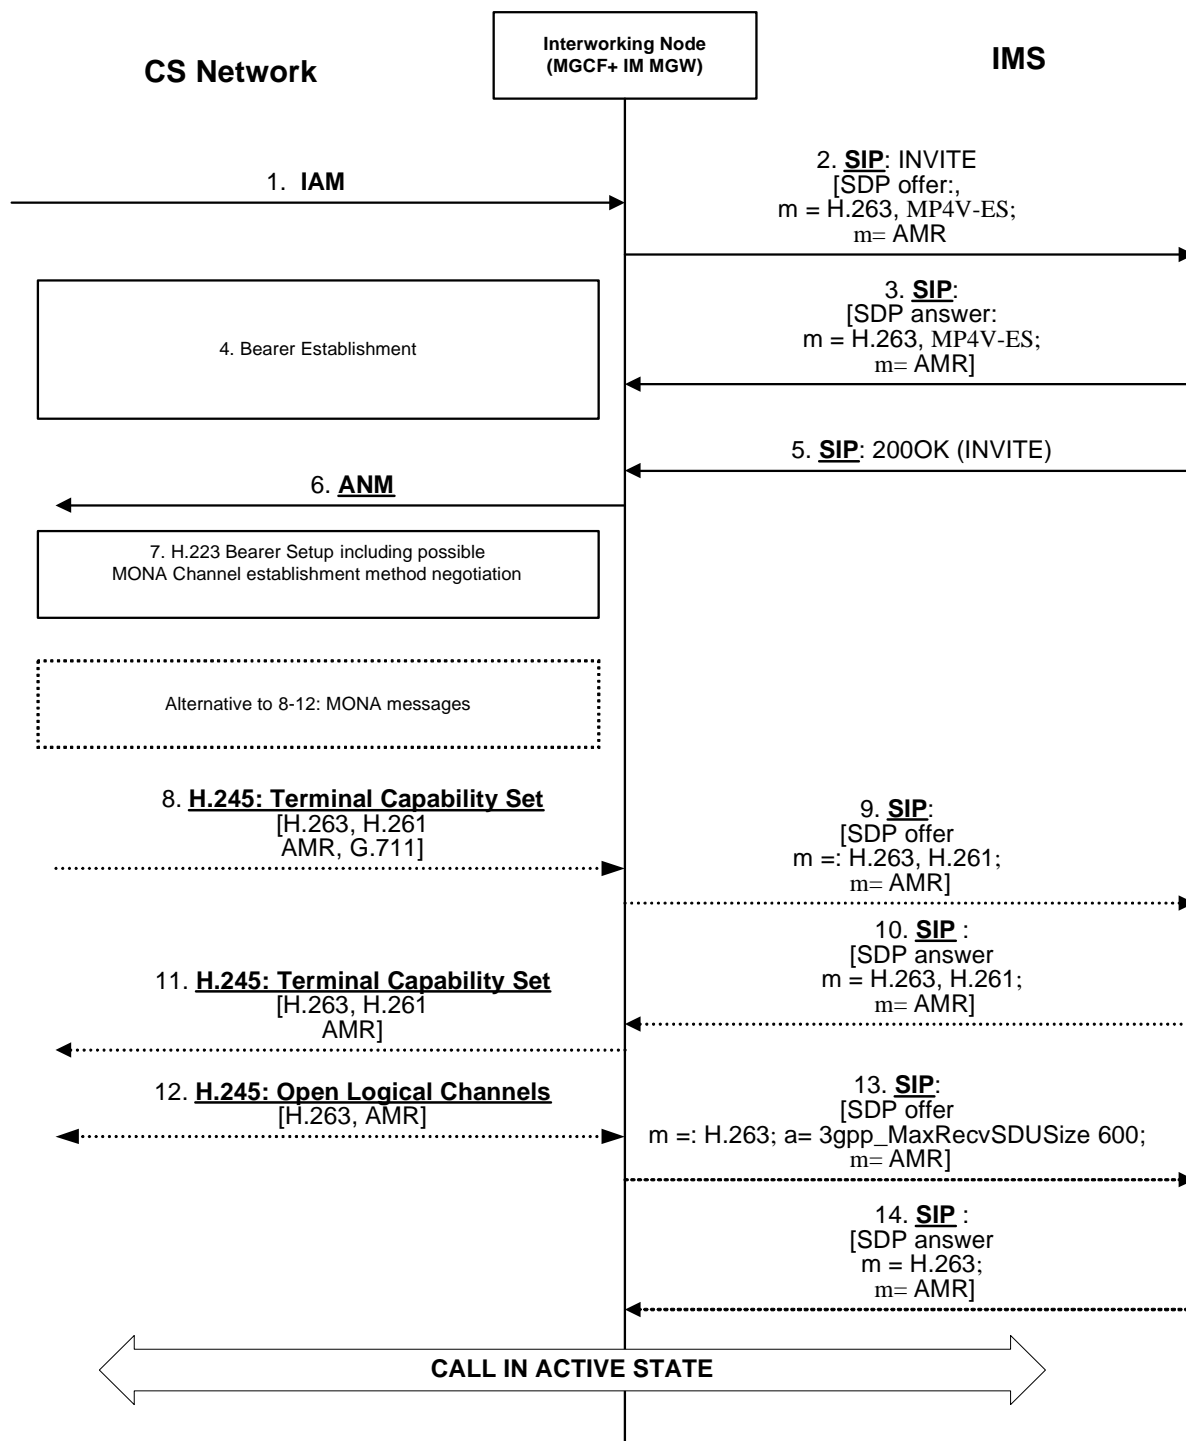 CS Network
Interworking Node
(MGCF+ IM MGW)
IMS
1. IAM
2. SIP: INVITE
[SDP offer:,
m = H.263, MP4V-ES;
m= AMR
3. SIP:
[SDP answer:
m = H.263, MP4V-ES;
m= AMR]
4. Bearer Establishment
5. SIP: 200OK (INVITE)
6. ANM
7. H.223 Bearer Setup including possible
MONA Channel establishment method negotiation
Alternative to 8-12: MONA messages
8. H.245: Terminal Capability Set
[H.263, H.261
AMR, G.711]
9. SIP:
[SDP offer
m =: H.263, H.261;
m= AMR]
10. SIP :
[SDP answer
m = H.263, H.261;
m= AMR]
11. H.245: Terminal Capability Set
[H.263, H.261
AMR]
12. H.245: Open Logical Channels
[H.263, AMR]
13. SIP:
[SDP offer
m =: H.263; a= 3gpp_MaxRecvSDUSize 600;
m= AMR]
14. SIP :
[SDP answer
m = H.263;
m= AMR]
CALL IN ACTIVE STATE